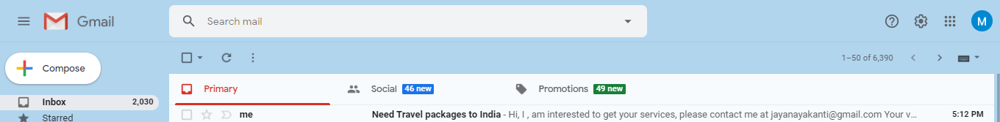 Gmail
Search mail
M
Compose
1–50 of 6,390
Primary
Social 46 new
Promotions 49 new
Inbox 2,030
Starred
me Need Travel packages to India - Hi, I , am interested to get your services, please contact me at jayanayakanti@gmail.com Your v... 5:12 PM